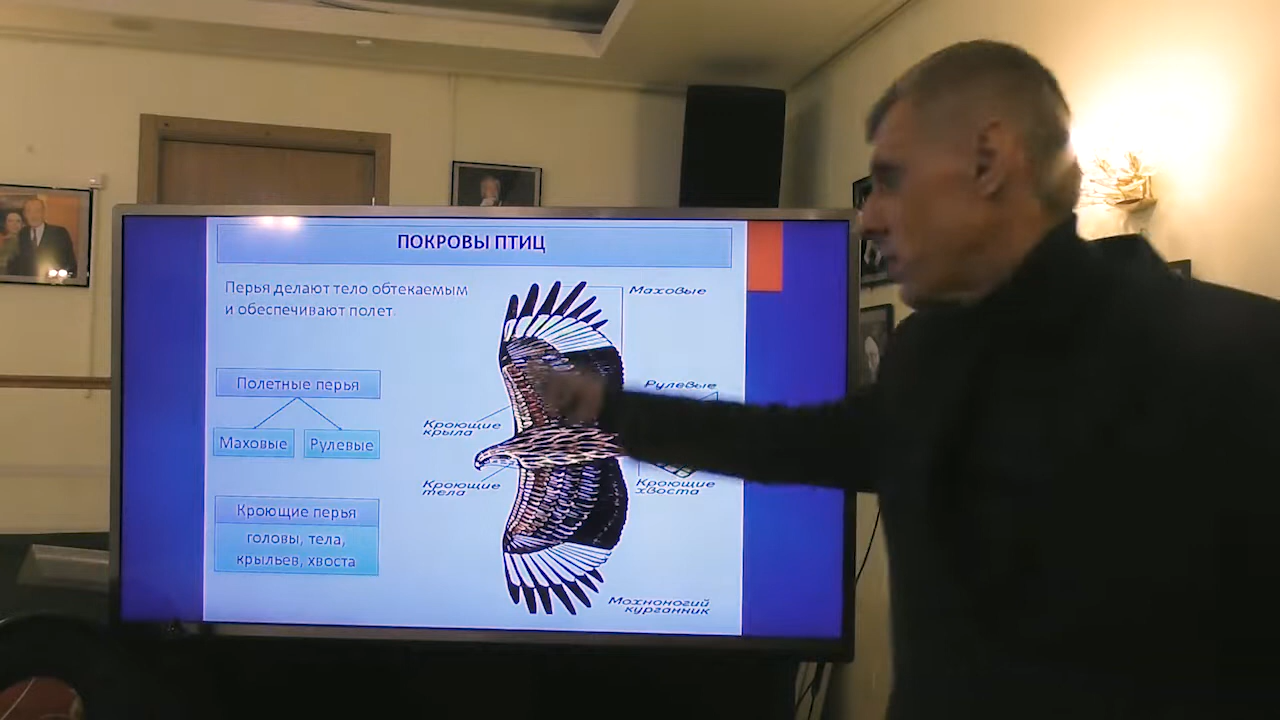 ПОКРОВЫ ПТИЦ
Перья делают тело обтекаемым
и обеспечивают полет.
Полетные перья
Маховые
Рулевые
Кроющие перья
головы, тела,
крыльев, хвоста
Маховые
Рулевые
Кроющие
крыла
Кроющие
тела
Кроющие
хвоста
Мохноногий
курганник